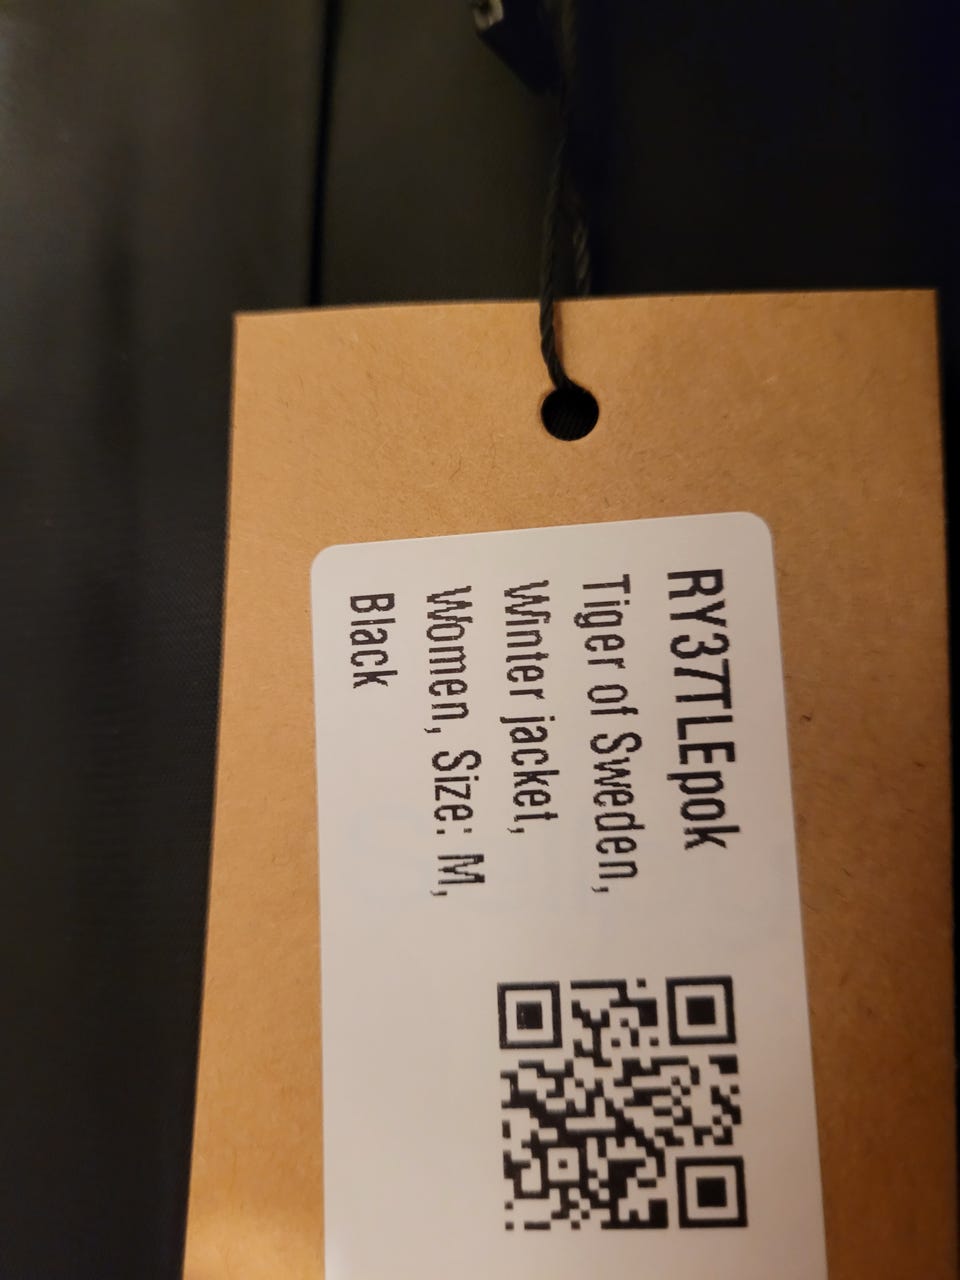 RY37TLEpok
Tiger of Sweden,
Winter jacket,
Women, Size: M,
Black